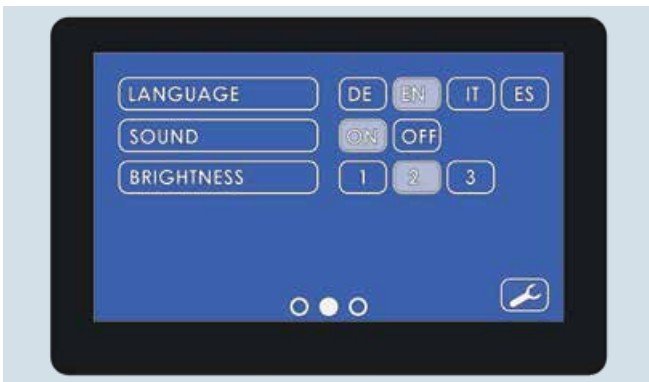 LANGUAGE DE EN IT ES
SOUND ON OFF
BRIGHTNESS 1 2 3